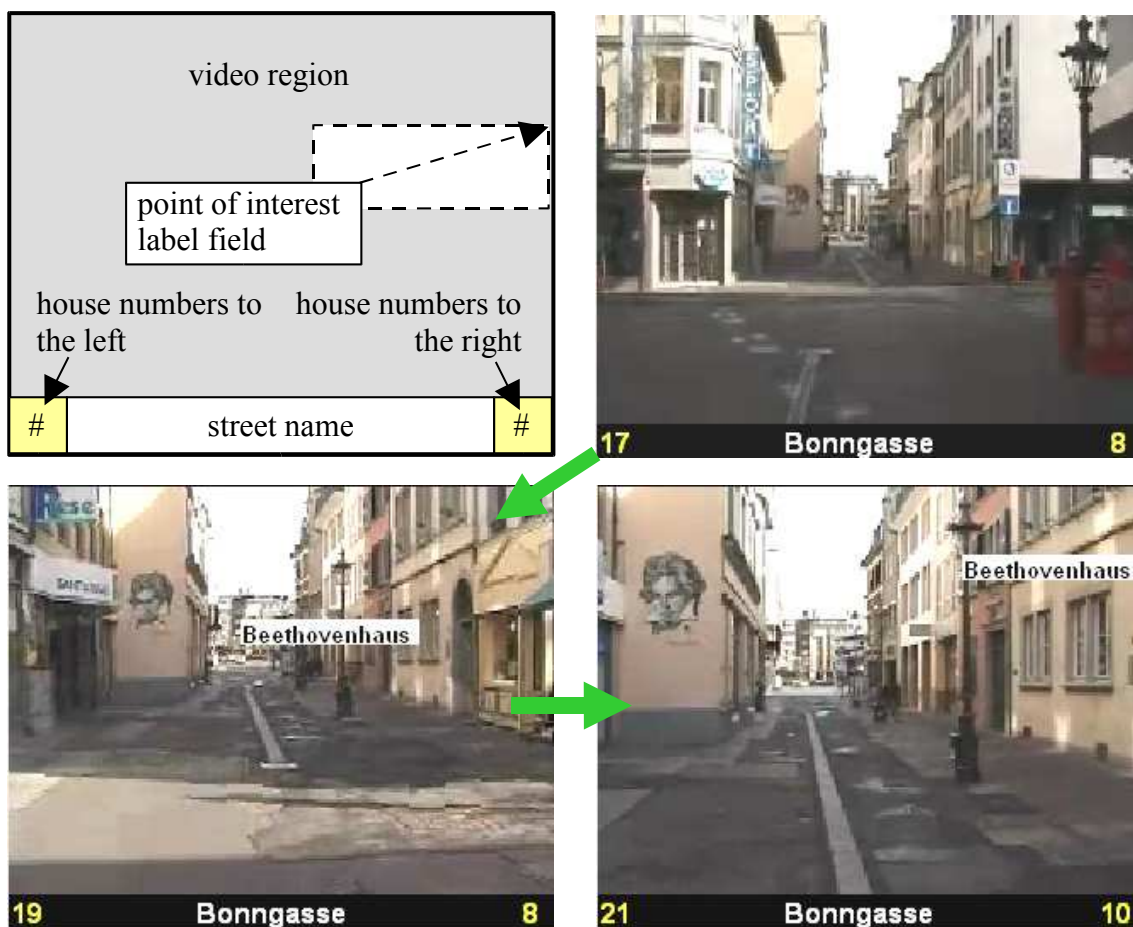 video region
point of interest
label field
house numbers to
the left
house numbers to
the right
#
street name
#
SPORT
17 Bonngasse 8
Rese
Beethovenhaus
19 Bonngasse 8
Beethovenhaus
21 Bonngasse 10